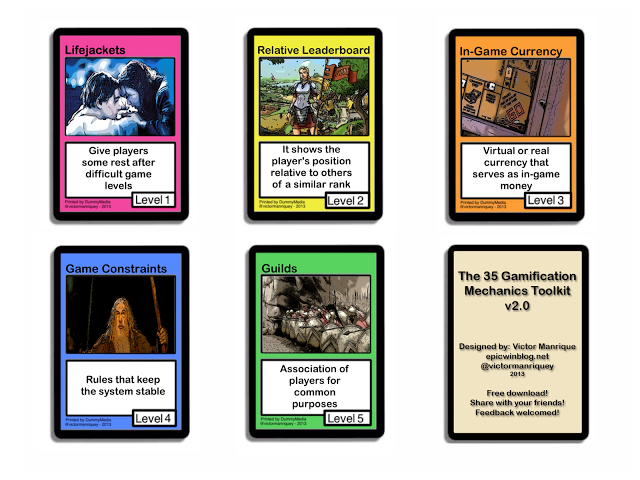 Lifejackets
Give players
some rest after
difficult game
levels
Level 1
Printed by DummyMedia
@victormanriquey - 2013
Relative Leaderboard
It shows the
player's position
relative to others
of a similar rank
Level 2
Printed by DummyMedia
@victormanriquey - 2013
In-Game Currency
Virtual or real
currency that
serves as in-game
money
Level 3
Printed by DummyMedia
@victormanriquey - 2013
Game Constraints
Rules that keep
the system stable
Level 4
Printed by DummyMedia
@victormanriquey - 2013
Guilds
Association of
players for
common
purposes
Level 5
Printed by DummyMedia
@victormanriquey - 2013
The 35 Gamification
Mechanics Toolkit
v2.0
Designed by: Victor Manrique
epicwinblog.net
@victormanriquey
2013
Free download!
Share with your friends!
Feedback welcomed!